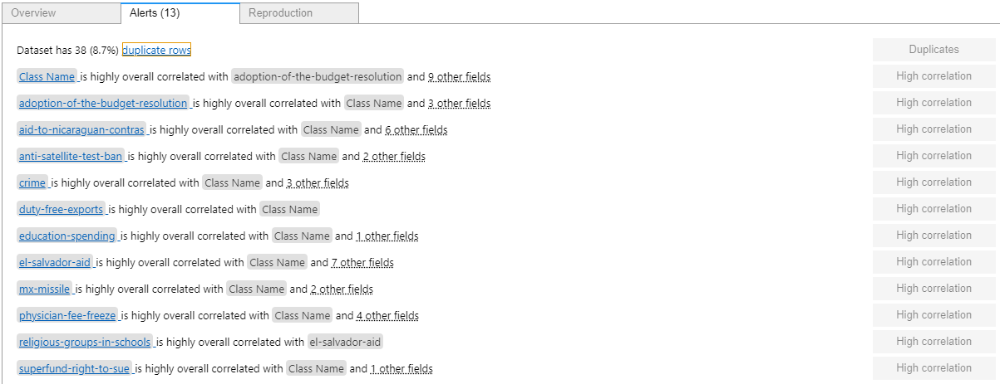 Overview Alerts (13) Reproduction
Dataset has 38 (8.7%) duplicate rows Duplicates
Class Name is highly overall correlated with adoption-of-the-budget-resolution and 9 other fields High correlation
adoption-of-the-budget-resolution is highly overall correlated with Class Name and 3 other fields High correlation
aid-to-nicaraguan-contras is highly overall correlated with Class Name and 6 other fields High correlation
anti-satellite-test-ban is highly overall correlated with Class Name and 2 other fields High correlation
crime is highly overall correlated with Class Name and 3 other fields High correlation
duty-free-exports is highly overall correlated with Class Name High correlation
education-spending is highly overall correlated with Class Name and 1 other fields High correlation
el-salvador-aid is highly overall correlated with Class Name and 7 other fields High correlation
mx-missile is highly overall correlated with Class Name and 2 other fields High correlation
physician-fee-freeze is highly overall correlated with Class Name and 4 other fields High correlation
religious-groups-in-schools is highly overall correlated with el-salvador-aid High correlation
superfund-right-to-sue is highly overall correlated with Class Name and 1 other fields High correlation